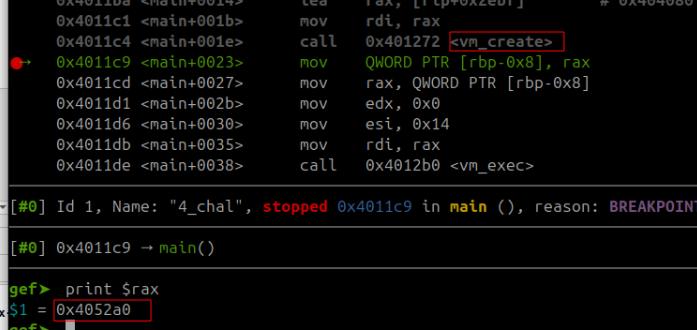 0x4011ba <main+0014> lea rax, [rip+0x2ebf] # 0x404080
0x4011c1 <main+001b> mov rdi, rax
0x4011c4 <main+001e> call 0x401272 <vm_create>
→ 0x4011c9 <main+0023> mov QWORD PTR [rbp-0x8], rax
0x4011cd <main+0027> mov rax, QWORD PTR [rbp-0x8]
0x4011d1 <main+002b> mov edx, 0x0
0x4011d6 <main+0030> mov esi, 0x14
0x4011db <main+0035> mov rdi, rax
0x4011de <main+0038> call 0x4012b0 <vm_exec>
[#0] Id 1, Name: "4_chal", stopped 0x4011c9 in main (), reason: BREAKPOINT
[#0] 0x4011c9 → main()
gef➤ print $rax
$1 = 0x4052a0
gef➤